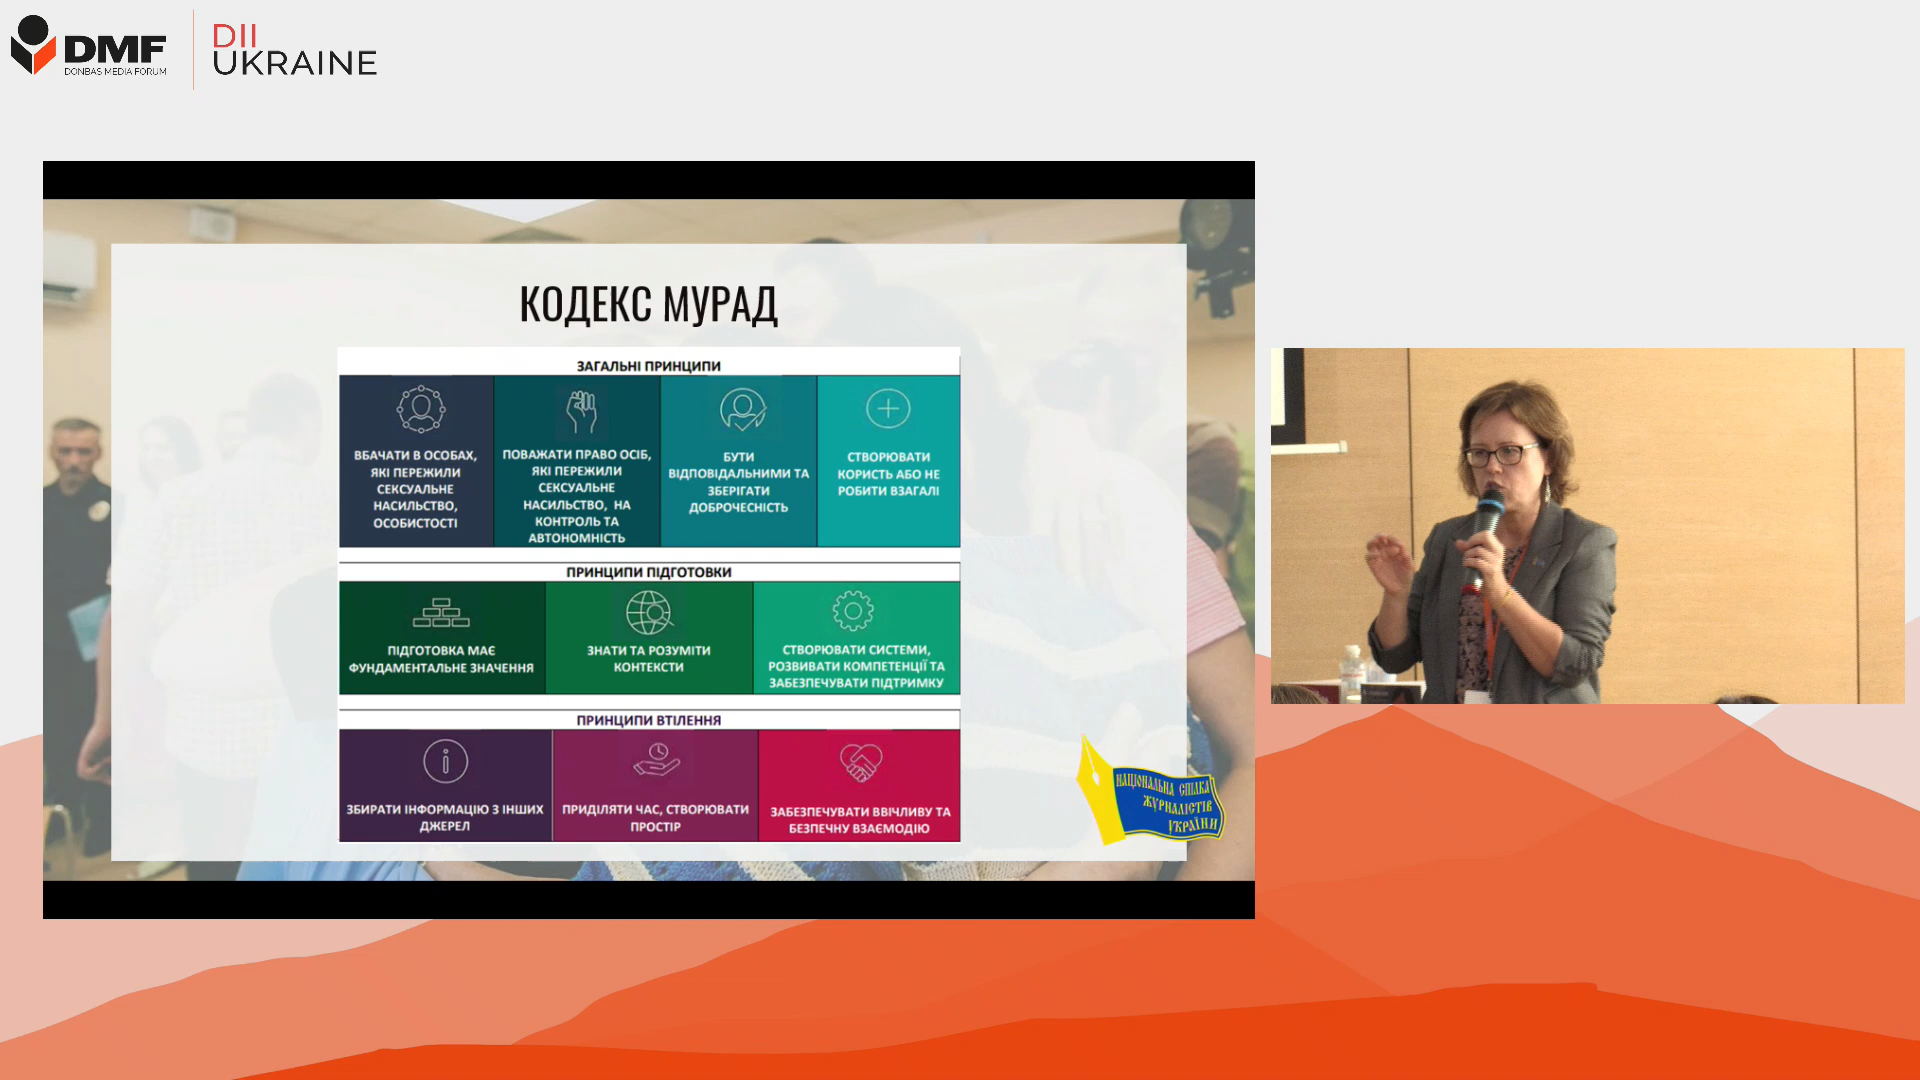 DMF
DONBAS MEDIA FORUM
DII
UKRAINE
КОДЕКС МУРАД
ЗАГАЛЬНІ ПРИНЦИПИ
ВБАЧАТИ В ОСОБАХ,
ЯКІ ПЕРЕЖИЛИ
СЕКСУАЛЬНЕ
НАСИЛЬСТВО,
ОСОБИСТОСТІ
ПОВАЖАТИ ПРАВО ОСІБ,
ЯКІ ПЕРЕЖИЛИ
СЕКСУАЛЬНЕ
НАСИЛЬСТВО, НА
КОНТРОЛЬ ТА
АВТОНОМНІСТЬ
БУТИ
ВІДПОВІДАЛЬНИМИ ТА
ЗБЕРІГАТИ
ДОБРОЧЕСНІСТЬ
СТВОРЮВАТИ
КОРИСТЬ АБО НЕ
РОБИТИ ВЗАГАЛІ
ПРИНЦИПИ ПІДГОТОВКИ
ПІДГОТОВКА МАЄ
ФУНДАМЕНТАЛЬНЕ ЗНАЧЕННЯ
ЗНАТИ ТА РОЗУМІТИ
КОНТЕКСТИ
СТВОРЮВАТИ СИСТЕМИ,
РОЗВИВАТИ КОМПЕТЕНЦІЇ ТА
ЗАБЕЗПЕЧУВАТИ ПІДТРИМКУ
ПРИНЦИПИ ВТІЛЕННЯ
ЗБИРАТИ ІНФОРМАЦІЮ З ІНШИХ
ДЖЕРЕЛ
ПРИДІЛЯТИ ЧАС, СТВОРЮВАТИ
ПРОСТІР
ЗАБЕЗПЕЧУВАТИ ВВІЧЛИВУ ТА
БЕЗПЕЧНУ ВЗАЄМОДІЮ
НАЦІОНАЛЬНА СПІЛКА
ЖУРНАЛІСТІВ
УКРАЇНИ